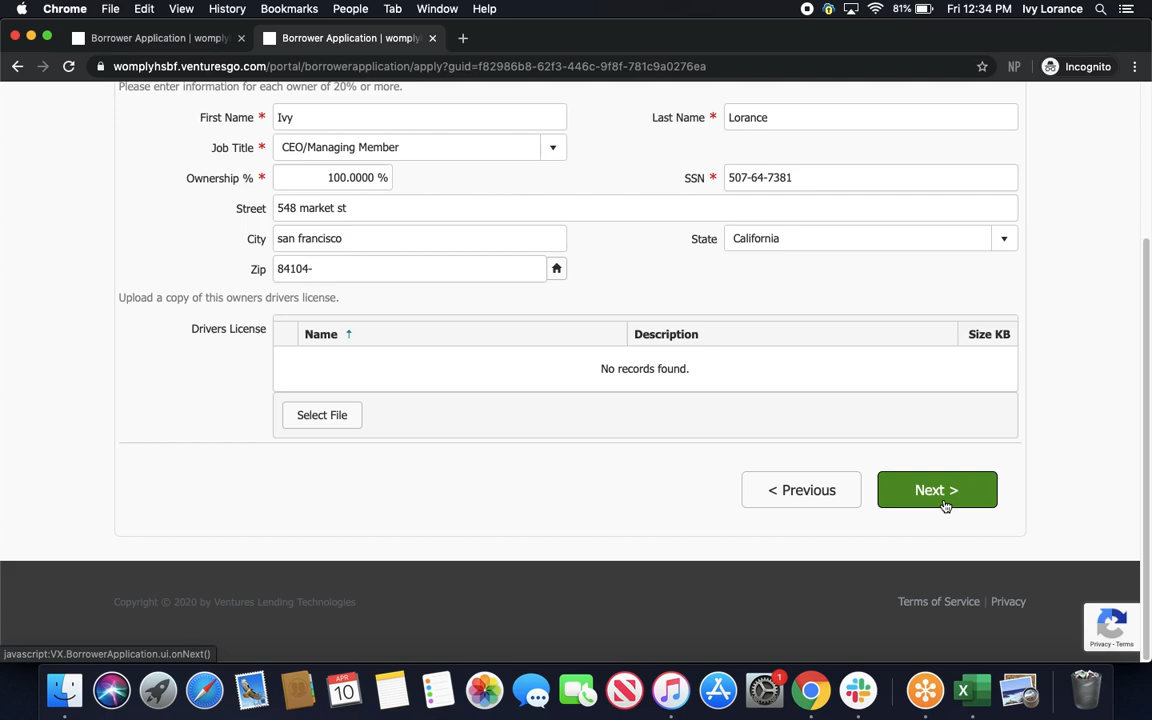 Chrome File Edit View History Bookmarks People Tab Window Help 81% Fri 12:34 PM Ivy Lorance
Borrower Application | womply Borrower Application | womply
womplyhsbf.venturesgo.com/portal/borrowerapplication/apply?guid=f82986b8-62f3-446c-9f8f-781c9a0276ea NP Incognito
Please enter information for each owner of 20% or more.
First Name * Ivy Last Name * Lorance
Job Title * CEO/Managing Member
Ownership % * 100.0000 % SSN * 507-64-7381
Street 548 market st
City san francisco State California
Zip 84104-
Upload a copy of this owners drivers license.
Drivers License Name ↑ Description Size KB
No records found.
Select File
< Previous Next >
Copyright © 2020 by Ventures Lending Technologies Terms of Service | Privacy
Privacy - Terms
javascript:VX.BorrowerApplication.ui.onNext()
APR
10
1